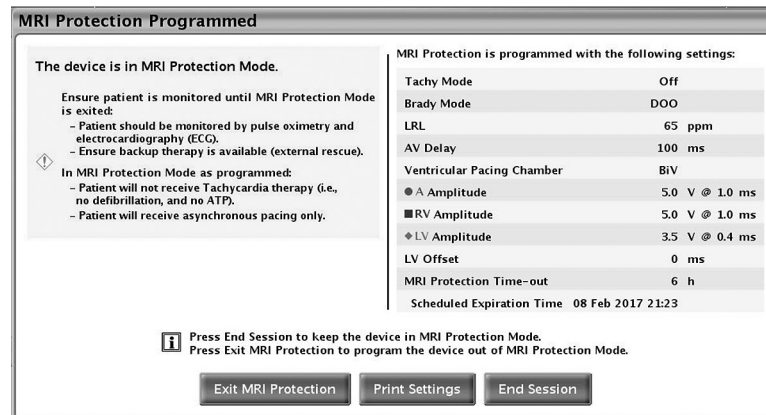 MRI Protection Programmed
The device is in MRI Protection Mode.
Ensure patient is monitored until MRI Protection Mode
is exited:
– Patient should be monitored by pulse oximetry and
electrocardiography (ECG).
– Ensure backup therapy is available (external rescue).
In MRI Protection Mode as programmed:
– Patient will not receive Tachycardia therapy (i.e.,
no defibrillation, and no ATP).
– Patient will receive asynchronous pacing only.
MRI Protection is programmed with the following settings:
Tachy Mode Off
Brady Mode DOO
LRL 65 ppm
AV Delay 100 ms
Ventricular Pacing Chamber BiV
A Amplitude 5.0 V @ 1.0 ms
RV Amplitude 5.0 V @ 1.0 ms
LV Amplitude 3.5 V @ 0.4 ms
LV Offset 0 ms
MRI Protection Time-out 6 h
Scheduled Expiration Time 08 Feb 2017 21:23
Press End Session to keep the device in MRI Protection Mode.
Press Exit MRI Protection to program the device out of MRI Protection Mode.
Exit MRI Protection Print Settings End Session